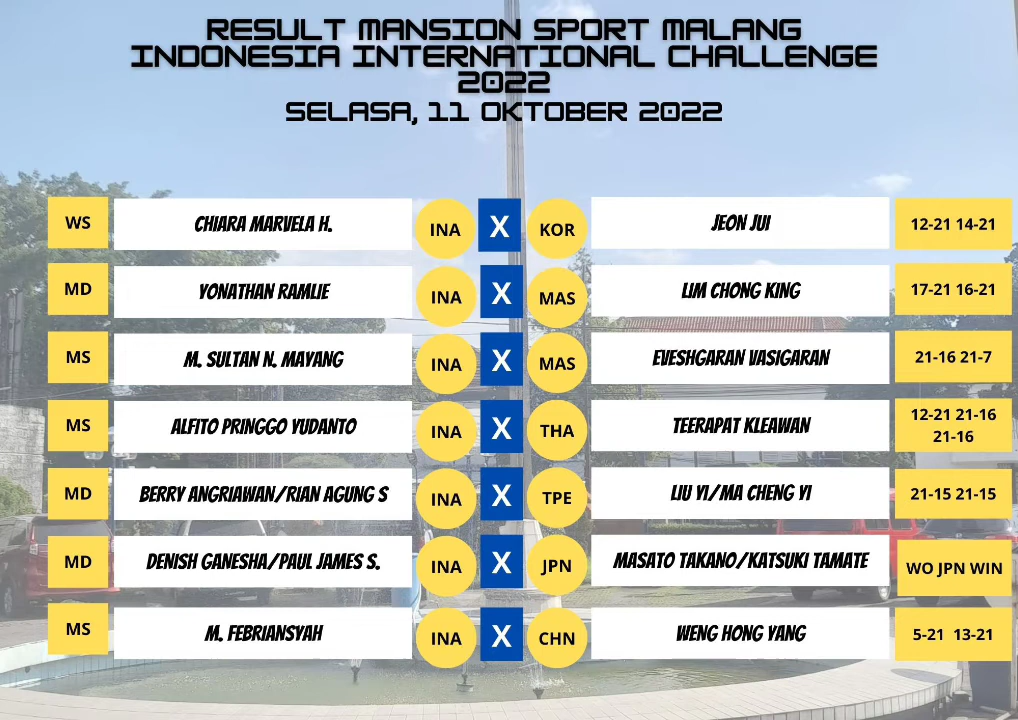 RESULT MANSION SPORT MALANG
INDONESIA INTERNATIONAL CHALLENGE
2022
SELASA, 11 OKTOBER 2022
WS CHIARA MARVELA H. INA X KOR JEON JUI 12-21 14-21
MD YONATHAN RAMLIE INA X MAS LIM CHONG KING 17-21 16-21
MS M. SULTAN N. MAYANG INA X MAS EVESHGARAN VASIGARAN 21-16 21-7
MS ALFITO PRINGGO YUDANTO INA X THA TEERAPAT KLEAWAN 12-21 21-16
21-16
MD BERRY ANGRIAWAN/RIAN AGUNG S INA X TPE LIU YI/MA CHENG YI 21-15 21-15
MD DENISH GANESHA/PAUL JAMES S. INA X JPN MASATO TAKANO/KATSUKI TAMATE WO JPN WIN
MS M. FEBRIANSYAH INA X CHN WENG HONG YANG 5-21 13-21